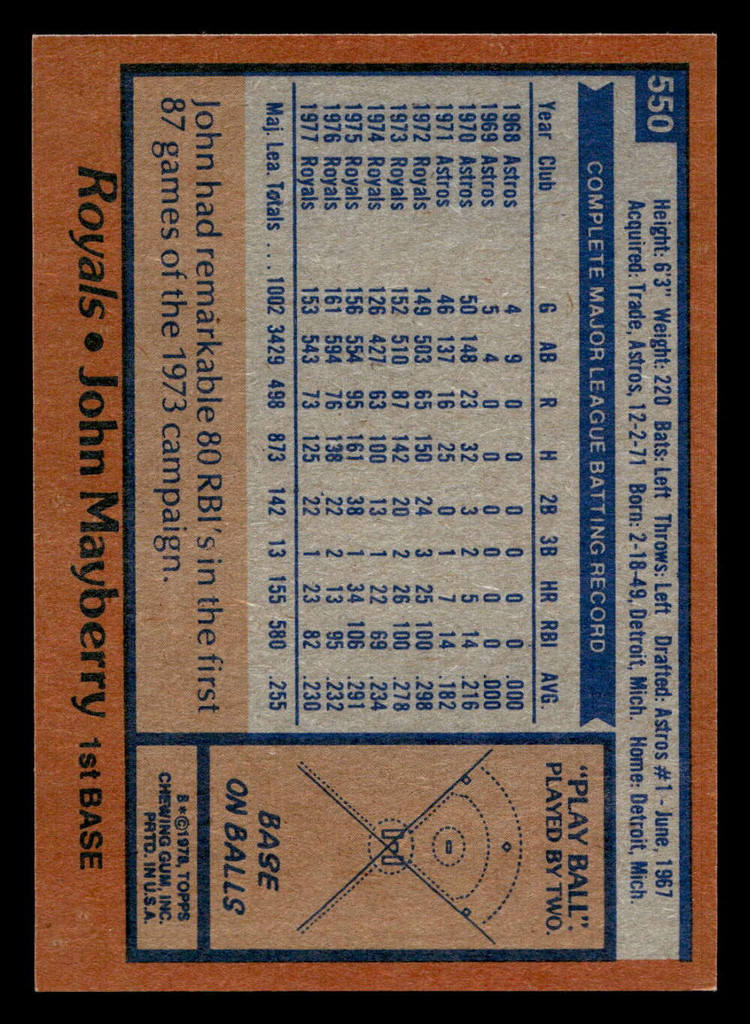 550
Height: 6'3" Weight: 220 Bats: Left Throws: Left Drafted: Astros #1 - June, 1967
Acquired: Trade, Astros, 12-2-71 Born: 2-18-49, Detroit, Mich. Home: Detroit, Mich.
COMPLETE MAJOR LEAGUE BATTING RECORD
Year Club G AB R H 2B 3B HR RBI AVG.
1968 Astros 4 9 0 0 0 0 0 0 .000
1969 Astros 5 4 0 0 0 0 0 0 .000
1970 Astros 50 148 23 32 3 2 5 14 .216
1971 Astros 46 137 16 25 0 1 7 14 .182
1972 Royals 149 503 65 150 24 3 25 100 .298
1973 Royals 152 510 87 142 20 2 26 100 .278
1974 Royals 126 427 63 100 13 1 22 69 .234
1975 Royals 156 554 95 161 38 1 34 106 .291
1976 Royals 161 594 76 138 22 2 13 95 .232
1977 Royals 153 543 73 125 22 1 23 82 .230
Maj. Lea. Totals ... 1002 3429 498 873 142 13 155 580 .255
John had remarkable 80 RBI's in the first
87 games of the 1973 campaign.
"PLAY BALL".
PLAYED BY TWO.
BASE
ON BALLS
B*©1978, TOPPS
CHEWING GUM, INC.
PRTD. IN U.S.A.
Royals • John Mayberry 1st BASE